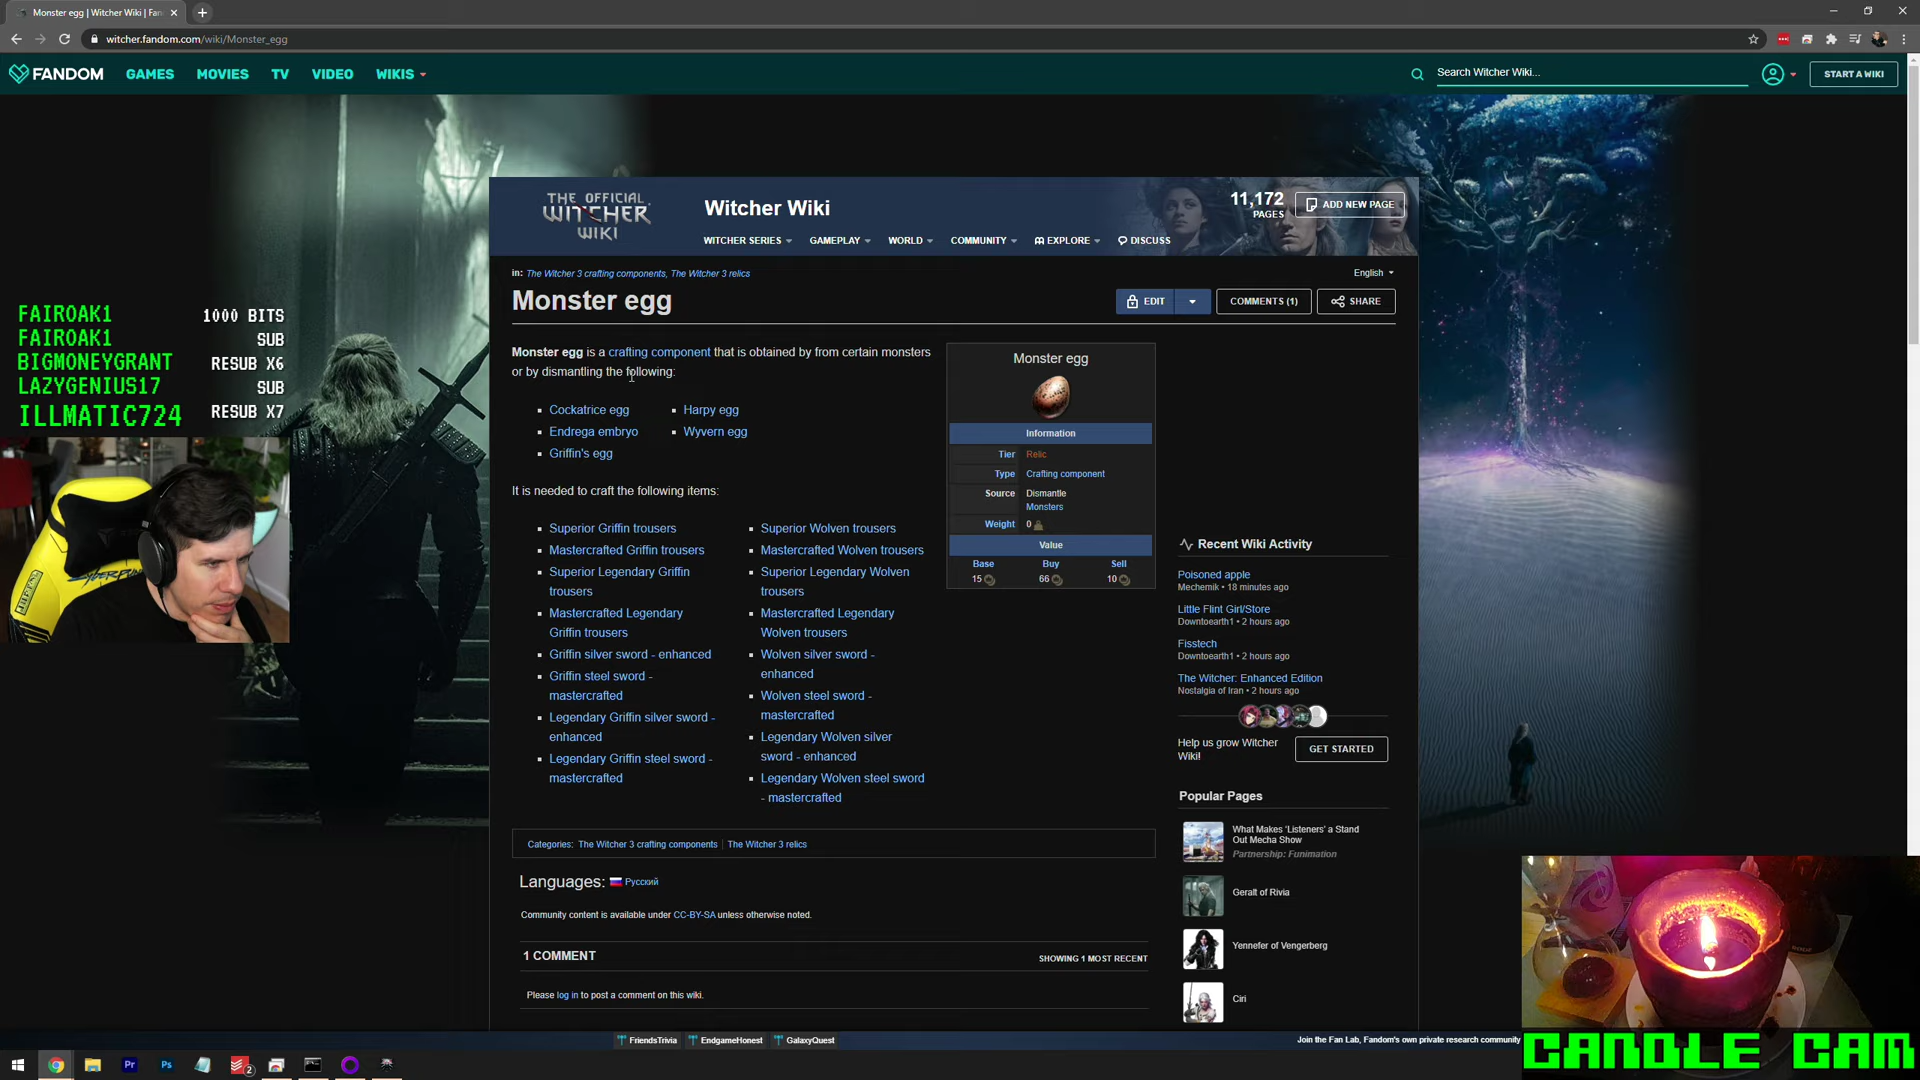 Monster egg | Witcher Wiki | Fan
witcher.fandom.com/wiki/Monster_egg
FANDOM GAMES MOVIES TV VIDEO WIKIS
Search Witcher Wiki...
START A WIKI
THE OFFICIAL
WITCHER
WIKI
Witcher Wiki
11,172
PAGES
ADD NEW PAGE
WITCHER SERIES GAMEPLAY WORLD COMMUNITY EXPLORE DISCUSS
in: The Witcher 3 crafting components, The Witcher 3 relics
English
Monster egg
EDIT
COMMENTS (1)
SHARE
Monster egg is a crafting component that is obtained by from certain monsters
or by dismantling the following:
Cockatrice egg
Endrega embryo
Griffin's egg
Harpy egg
Wyvern egg
It is needed to craft the following items:
Superior Griffin trousers
Mastercrafted Griffin trousers
Superior Legendary Griffin
trousers
Mastercrafted Legendary
Griffin trousers
Griffin silver sword - enhanced
Griffin steel sword -
mastercrafted
Legendary Griffin silver sword -
enhanced
Legendary Griffin steel sword -
mastercrafted
Superior Wolven trousers
Mastercrafted Wolven trousers
Superior Legendary Wolven
trousers
Mastercrafted Legendary
Wolven trousers
Wolven silver sword -
enhanced
Wolven steel sword -
mastercrafted
Legendary Wolven silver
sword - enhanced
Legendary Wolven steel sword
- mastercrafted
Monster egg
Information
Tier Relic
Type Crafting component
Source Dismantle
Monsters
Weight 0
Value
Base Buy Sell
15 66 10
Recent Wiki Activity
Poisoned apple
Mechemik • 18 minutes ago
Little Flint Girl/Store
Downtoearth1 • 2 hours ago
Fisstech
Downtoearth1 • 2 hours ago
The Witcher: Enhanced Edition
Nostalgia of Iran • 2 hours ago
Help us grow Witcher
Wiki!
GET STARTED
Popular Pages
What Makes 'Listeners' a Stand
Out Mecha Show
Partnership: Funimation
Geralt of Rivia
Yennefer of Vengerberg
Ciri
Categories: The Witcher 3 crafting components The Witcher 3 relics
Languages: Русский
Community content is available under CC-BY-SA unless otherwise noted.
1 COMMENT
SHOWING 1 MOST RECENT
Please log in to post a comment on this wiki.
FriendsTrivia EndgameHonest GalaxyQuest
Join the Fan Lab, Fandom's own private research community
FAIROAK1 1000 BITS
FAIROAK1 SUB
BIGMONEYGRANT RESUB X6
LAZYGENIUS17 SUB
ILLMATIC724 RESUB X7
CANDLE CAM
Pr
Ps
2